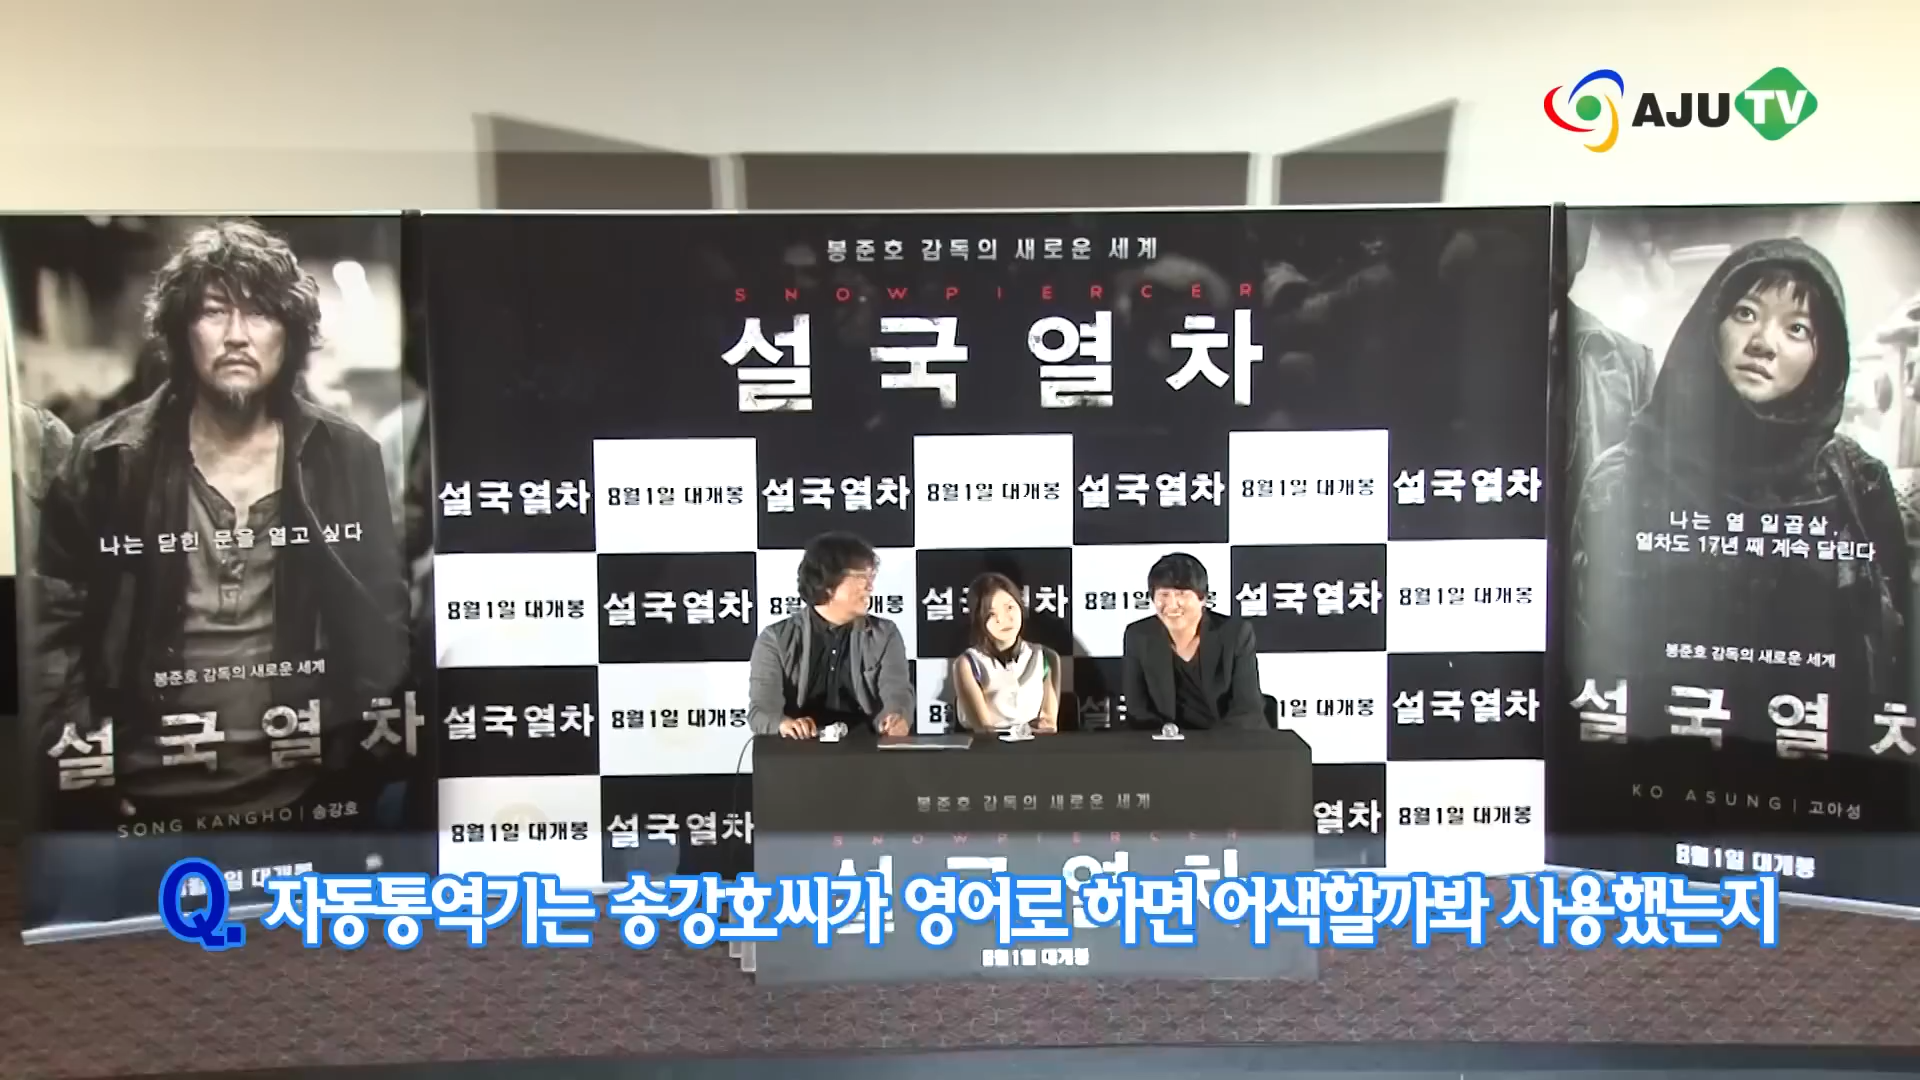 AJU TV
봉준호 감독의 새로운 세계
SNOWPIERCER
설국열차
설국열차 8월1일 대개봉 설국열차 8월1일 대개봉 설국열차 8월1일 대개봉 설국열차
8월1일 대개봉 설국열차 설국열차 8월1일 설국열차 8월1일 대개봉
설국열차 8월1일 대개봉 1일 대개봉 설국열차
8월1일 대개봉 설국열차 열차 8월1일 대개봉
나는 닫힌 문을 열고 싶다
봉준호 감독의 새로운 세계
설국열차
SONG KANGHO | 송강호
나는 열 일곱살,
열차도 17년 째 계속 달린다
봉준호 감독의 새로운 세계
설국열차
KO ASUNG | 고아성
8월1일 대개봉
봉준호 감독의 새로운 세계
SNOWPIERCER
Q. 자동통역기는 송강호씨가 영어로 하면 어색할까봐 사용했는지
8월1일 대개봉